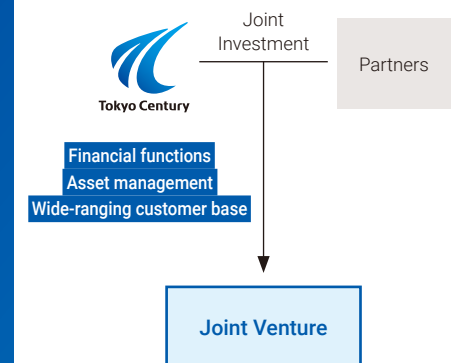 Joint
Investment
Partners
Tokyo Century
Financial functions
Asset management
Wide-ranging customer base
Joint Venture